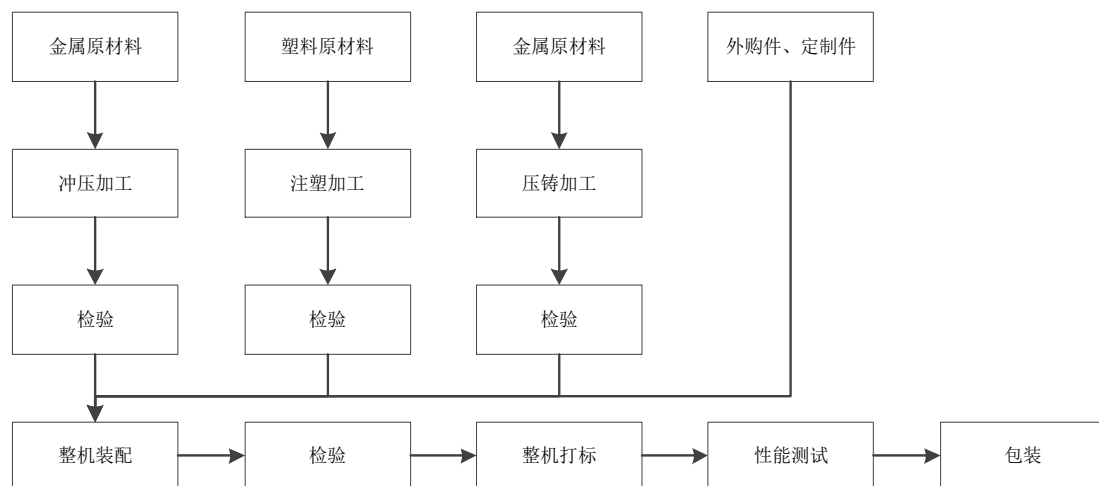 金属原材料
塑料原材料
金属原材料
外购件、定制件
冲压加工
注塑加工
压铸加工
检验
检验
检验
整机装配
检验
整机打标
性能测试
包装